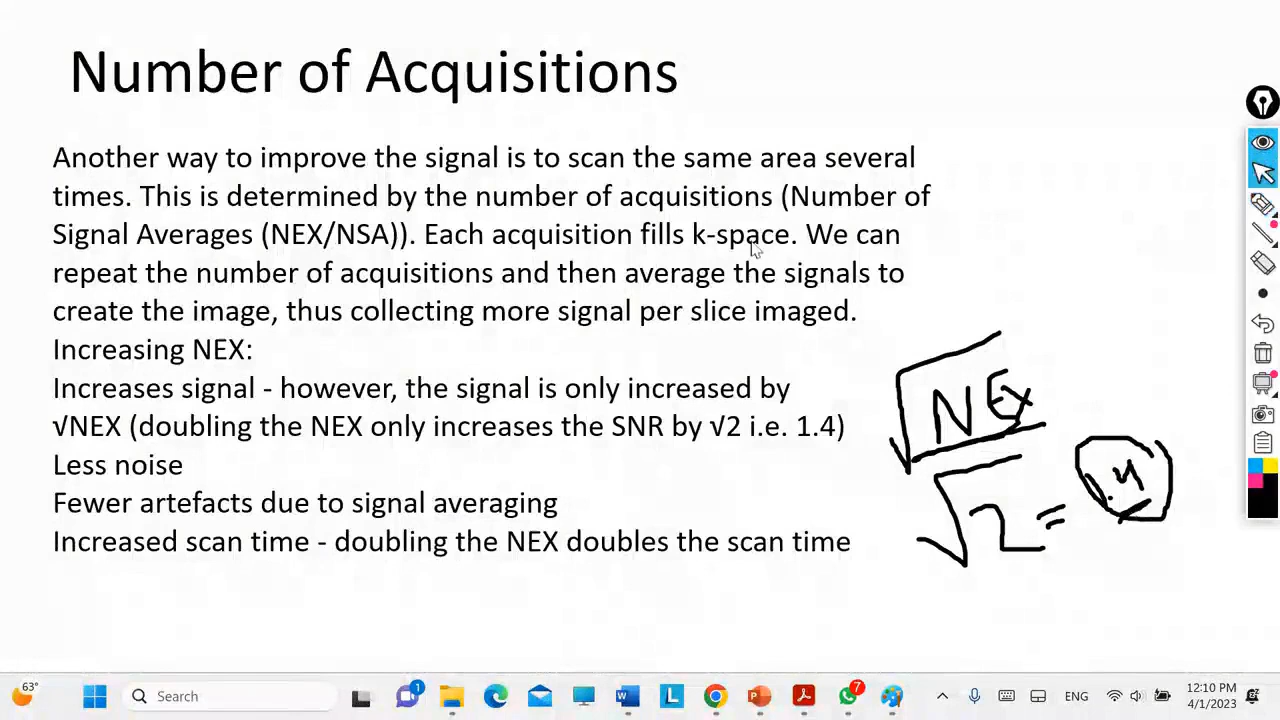 Number of Acquisitions
Another way to improve the signal is to scan the same area several
times. This is determined by the number of acquisitions (Number of
Signal Averages (NEX/NSA)). Each acquisition fills k-space. We can
repeat the number of acquisitions and then average the signals to
create the image, thus collecting more signal per slice imaged.
Increasing NEX:
Increases signal - however, the signal is only increased by
√NEX (doubling the NEX only increases the SNR by √2 i.e. 1.4)
Less noise
Fewer artefacts due to signal averaging
Increased scan time - doubling the NEX doubles the scan time
√NEx
√2 = 1.4
63°
Search
1
7
ENG
12:10 PM
4/1/2023